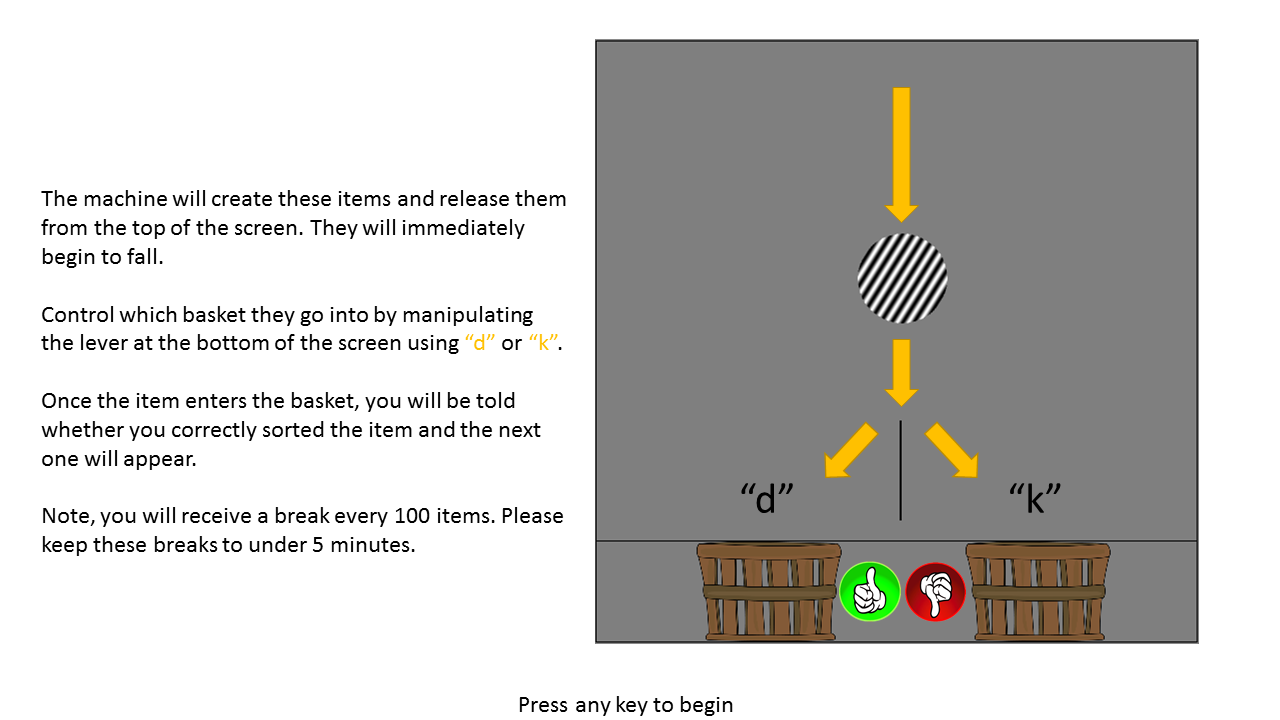 The machine will create these items and release them
from the top of the screen. They will immediately
begin to fall.
Control which basket they go into by manipulating
the lever at the bottom of the screen using “d” or “k”.
Once the item enters the basket, you will be told
whether you correctly sorted the item and the next
one will appear.
Note, you will receive a break every 100 items. Please
keep these breaks to under 5 minutes.
“d”
“k”
Press any key to begin